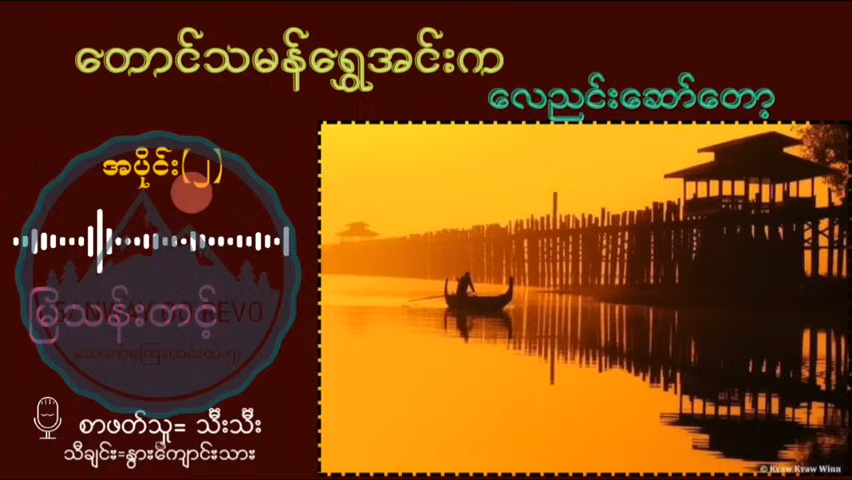 တောင်သမန်ရွှေအင်းက
လေညင်းဆော်တော့
အပိုင်း(၂)
မြသန်းတင့်
စာဖတ်သူ= သီးသီး
သီချင်း=နွားကျောင်းသား
© Kyaw Kyaw Winn